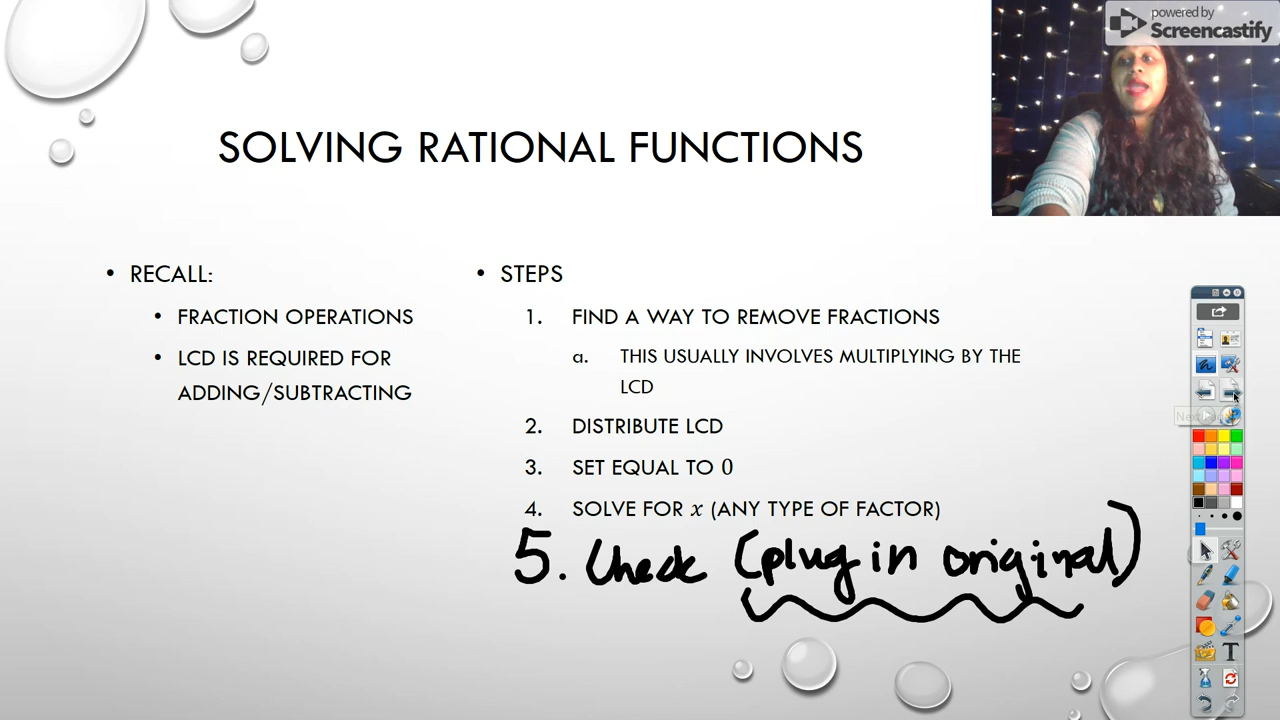 powered by
Screencastify
SOLVING RATIONAL FUNCTIONS
• RECALL:
• FRACTION OPERATIONS
• LCD IS REQUIRED FOR
ADDING/SUBTRACTING
• STEPS
1. FIND A WAY TO REMOVE FRACTIONS
a. THIS USUALLY INVOLVES MULTIPLYING BY THE
LCD
2. DISTRIBUTE LCD
3. SET EQUAL TO 0
4. SOLVE FOR x (ANY TYPE OF FACTOR)
5. Check (plug in original)